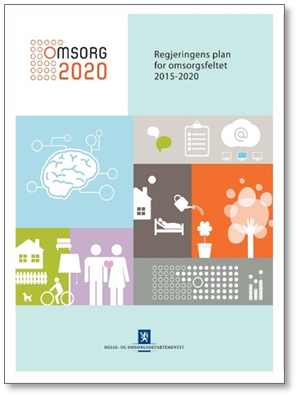 OMSORG
2020
Regjeringens plan
for omsorgsfeltet
2015-2020
HELSE- OG OMSORGSDEPARTEMENTET